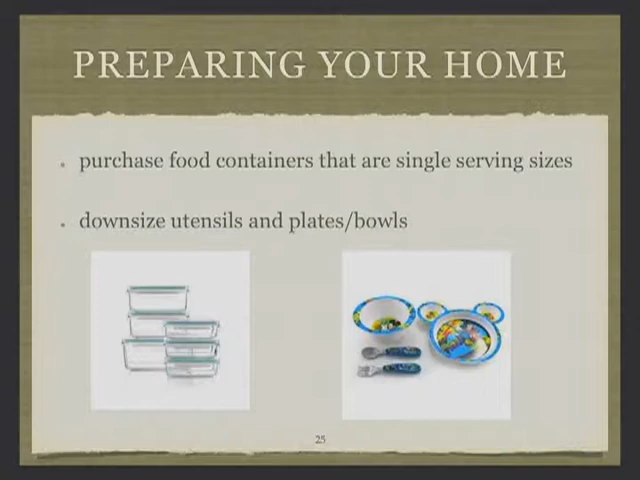 PREPARING YOUR HOME
purchase food containers that are single serving sizes
downsize utensils and plates/bowls
25